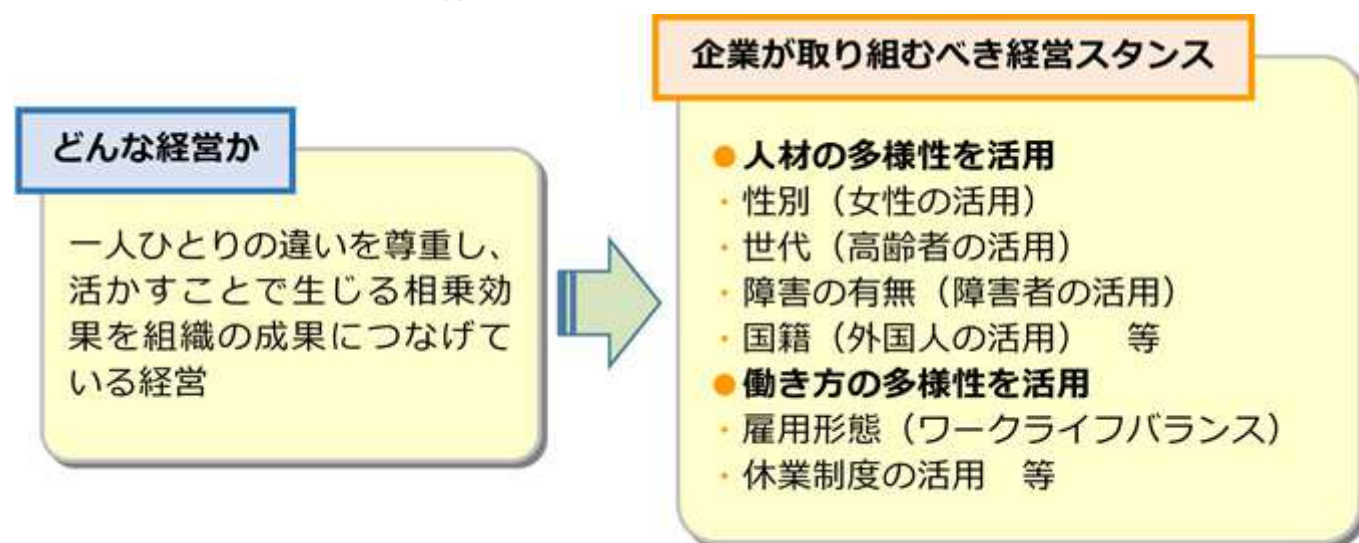 どんな経営か
一人ひとりの違いを尊重し、
活かすことで生じる相乗効
果を組織の成果につなげて
いる経営
企業が取り組むべき経営スタンス
●人材の多様性を活用
・性別（女性の活用）
・世代（高齢者の活用）
・障害の有無（障害者の活用）
・国籍（外国人の活用）　等
●働き方の多様性を活用
・雇用形態（ワークライフバランス）
・休業制度の活用　等